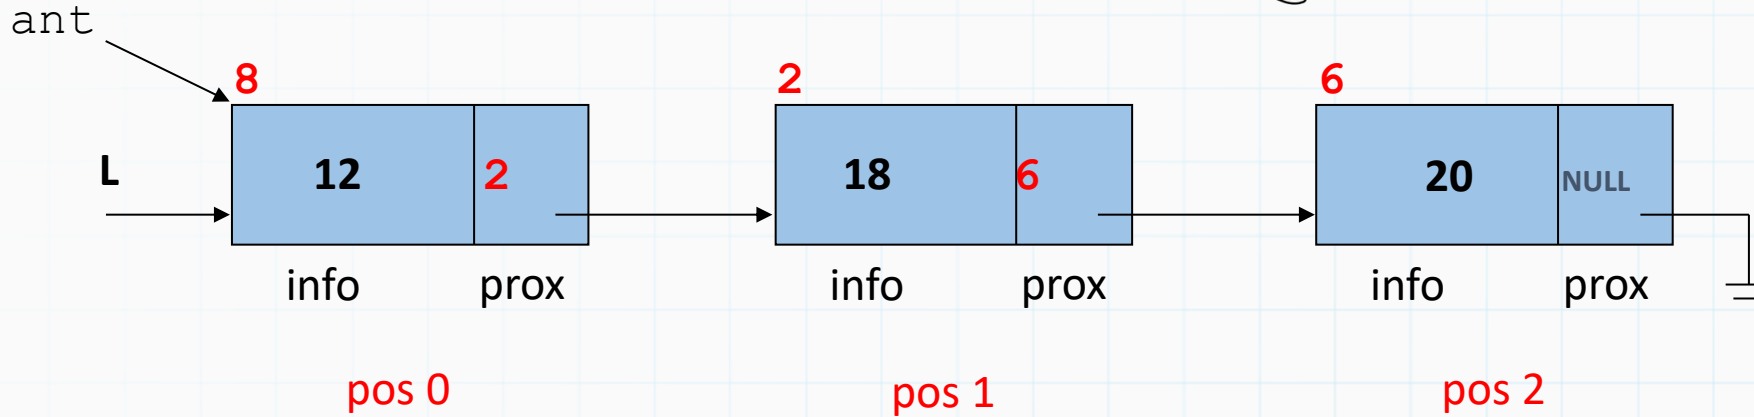 ant
8 2 6
L 12 2 18 6 20 NULL
info prox info prox info prox
pos 0 pos 1 pos 2